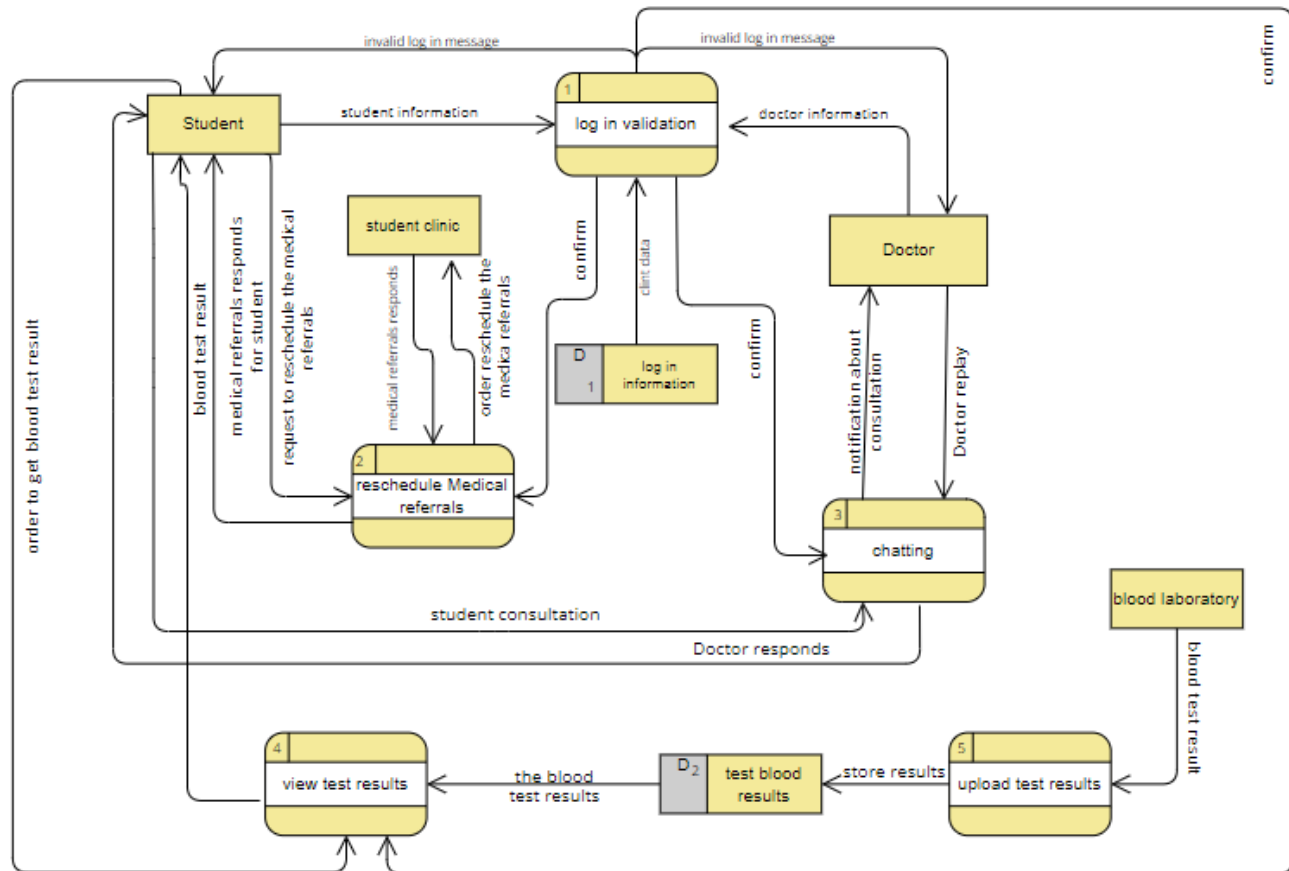 invalid log in message
invalid log in message
confirm
1
log in validation
Student
student information
doctor information
student clinic
Doctor
confirm
clint data
confirm
D
1
log in
information
medical referrals responds
order reschedule the
medica referrals
order to get blood test result
blood test result
medical referrals responds
for student
request to reschedule the medical
referrals
notification about
consultation
Doctor replay
2
reschedule Medical
referrals
3
chatting
student consultation
Doctor responds
blood laboratory
blood test result
4
view test results
the blood
test results
D2
test blood
results
store results
5
upload test results